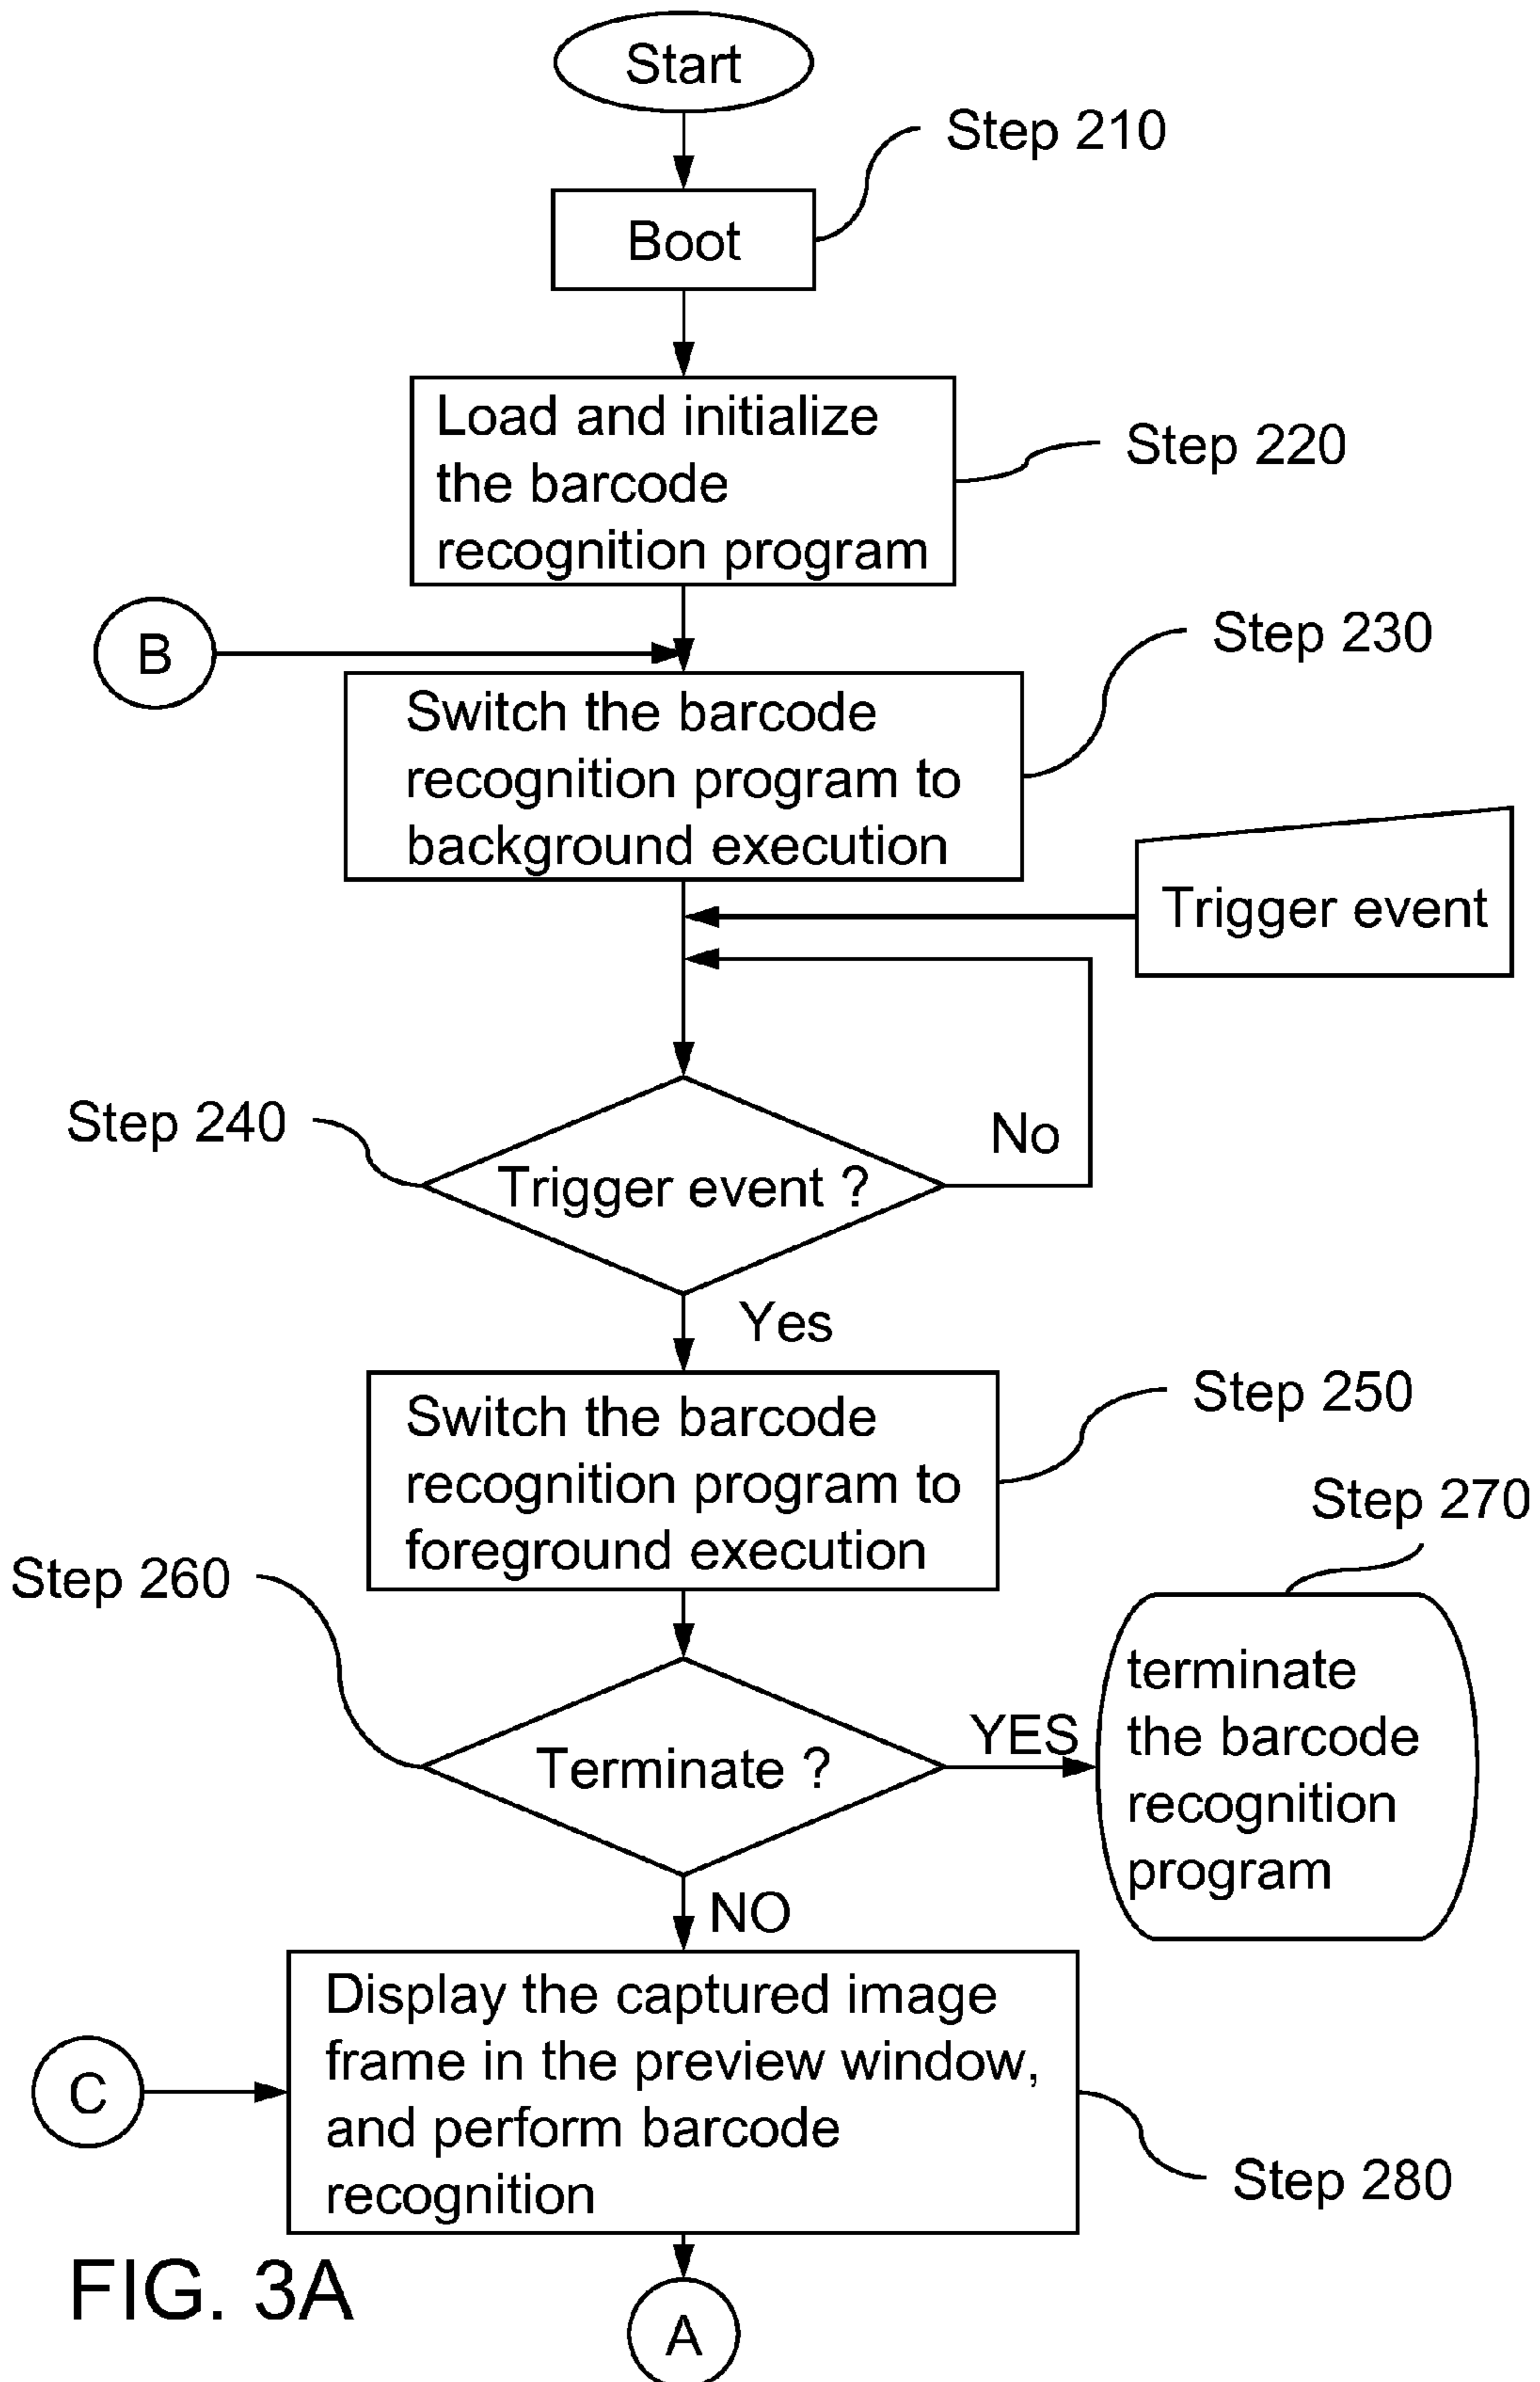 Start
Step 210
Boot
Load and initialize
the barcode
recognition program
Step 220
B
Step 230
Switch the barcode
recognition program to
background execution
Trigger event
Step 240
No
Trigger event ?
Yes
Step 250
Switch the barcode
recognition program to
foreground execution
Step 270
Step 260
terminate
the barcode
recognition
program
YES
Terminate ?
NO
Display the captured image
frame in the preview window,
and perform barcode
recognition
C
Step 280
FIG. 3A
A